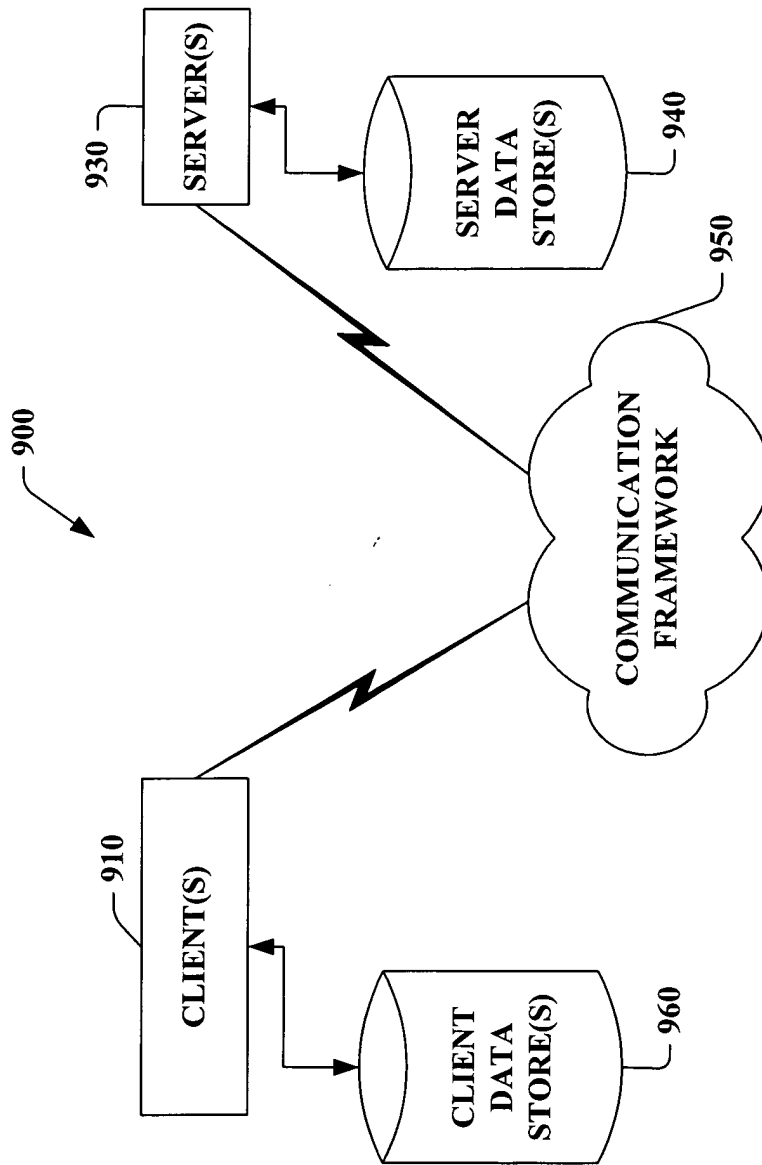 900
910
CLIENT(S)
930
SERVER(S)
CLIENT
DATA
STORE(S)
960
SERVER
DATA
STORE(S)
940
COMMUNICATION
FRAMEWORK
950